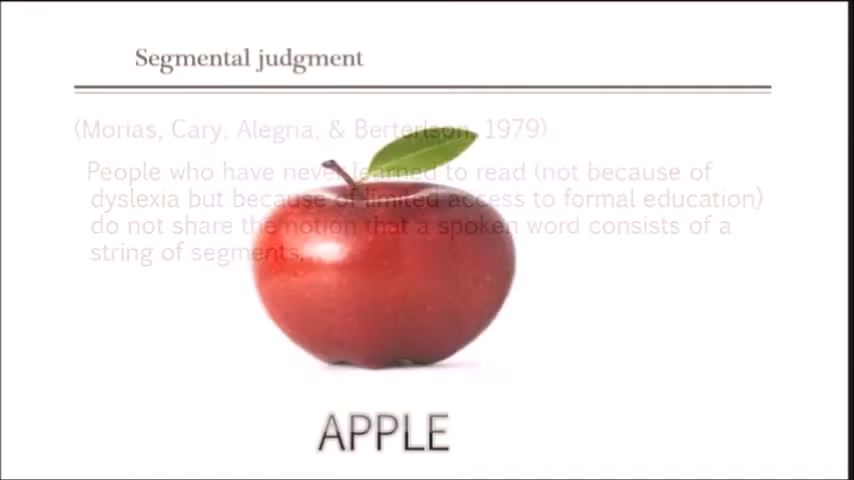 Segmental judgment
(Morias, Cary, Alegria, & Berterlson, 1979)
People who have never learned to read (not because of
dyslexia but because of limited access to formal education)
do not share the notion that a spoken word consists of a
string of segments.
APPLE